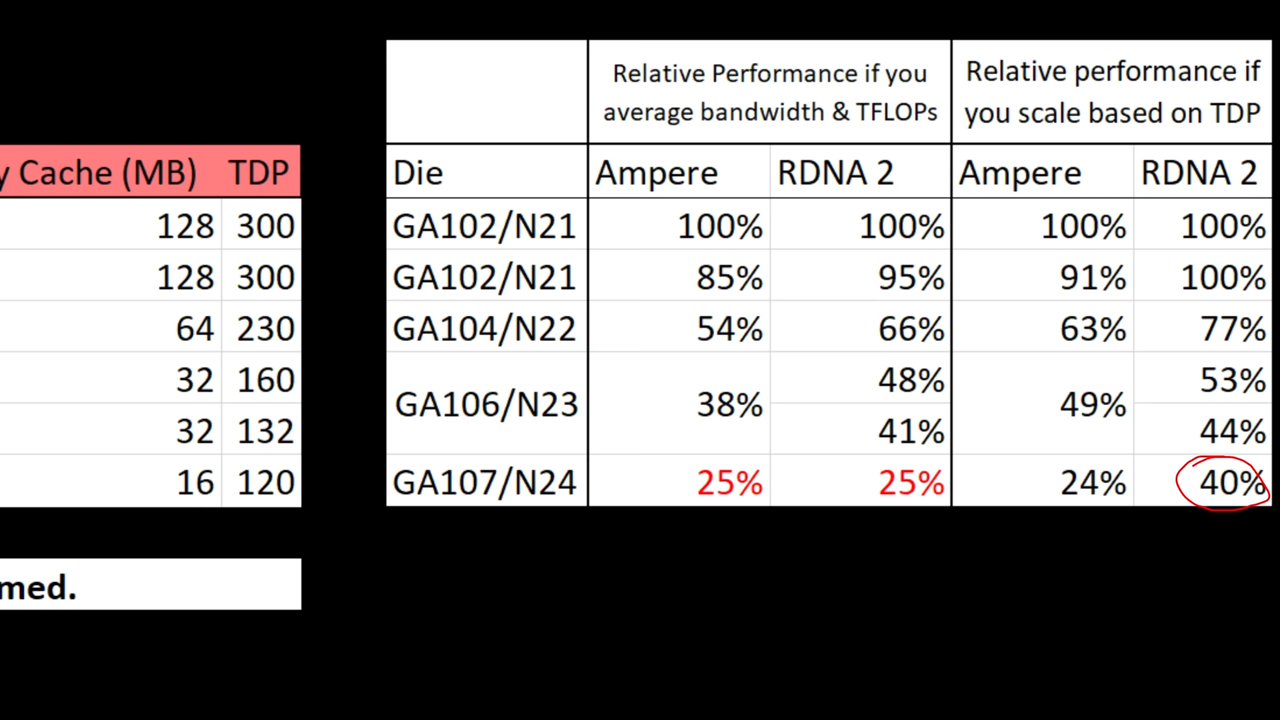 y Cache (MB) TDP
128 300
128 300
64 230
32 160
32 132
16 120
med.
Relative Performance if you average bandwidth & TFLOPs Relative performance if you scale based on TDP
Die Ampere RDNA 2 Ampere RDNA 2
GA102/N21 100% 100% 100% 100%
GA102/N21 85% 95% 91% 100%
GA104/N22 54% 66% 63% 77%
GA106/N23 38% 48% 49% 53%
41% 44%
GA107/N24 25% 25% 24% 40%